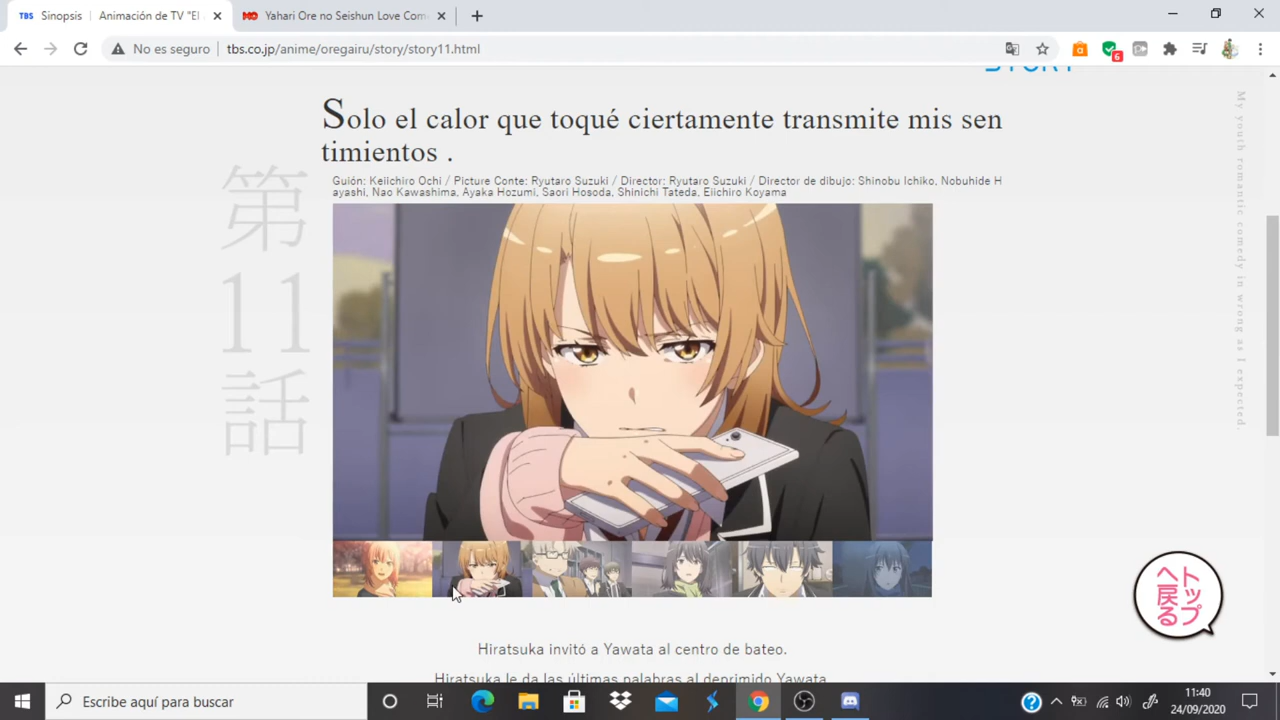 TBS Sinopsis | Animación de TV "El
Yahari Ore no Seishun Love Com
No es seguro | tbs.co.jp/anime/oregairu/story/story11.html
6
Solo el calor que toqué ciertamente transmite mis sen
timientos .
Guión: Keiichiro Ochi / Picture Conte: Ryutaro Suzuki / Director: Ryutaro Suzuki / Director de dibujo: Shinobu Ichiko, Nobuhide H
ayashi, Nao Kawashima, Ayaka Hozumi, Saori Hosoda, Shinichi Tateda, Eiichiro Koyama
第11話
My youth romantic comedy in wrong as I expected.
トップ
へ戻る
Hiratsuka invitó a Yawata al centro de bateo.
Hiratsuka le da las últimas palabras al deprimido Yawata
Escribe aquí para buscar
11:40
24/09/2020